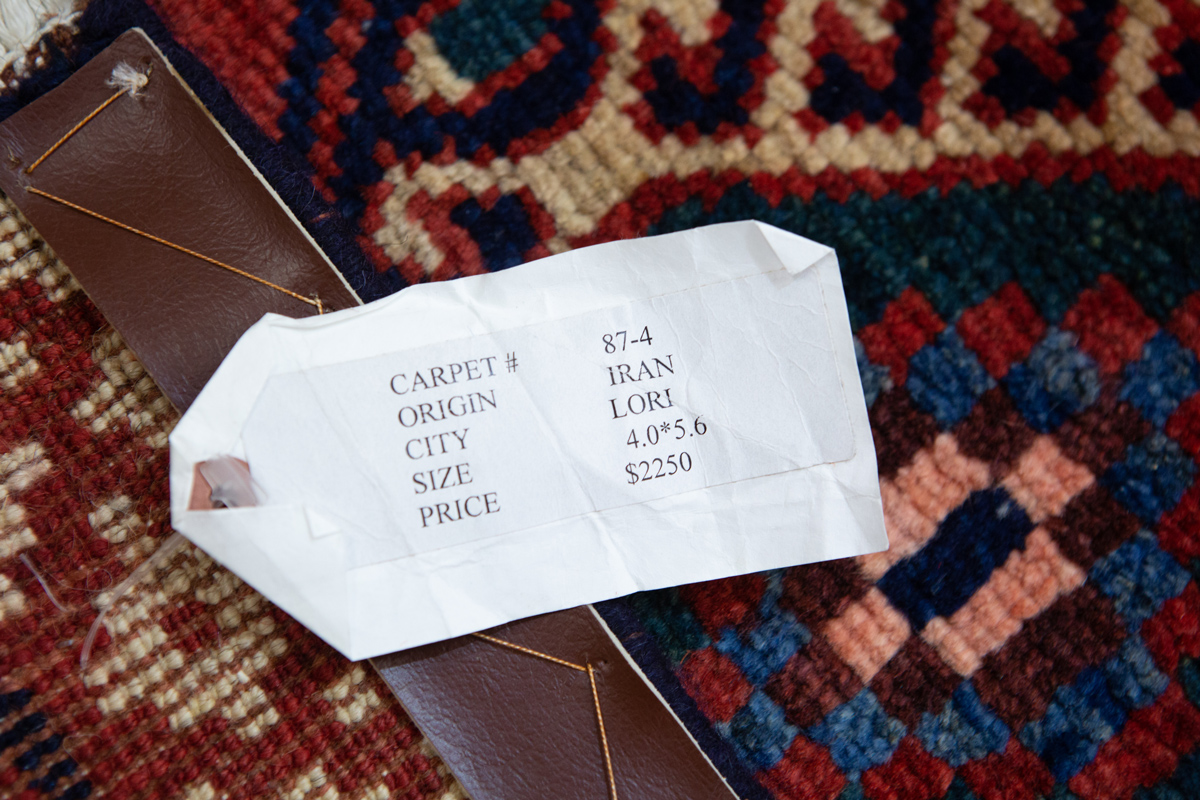 CARPET # 87-4
ORIGIN IRAN
CITY LORI
SIZE 4.0*5.6
PRICE $2250